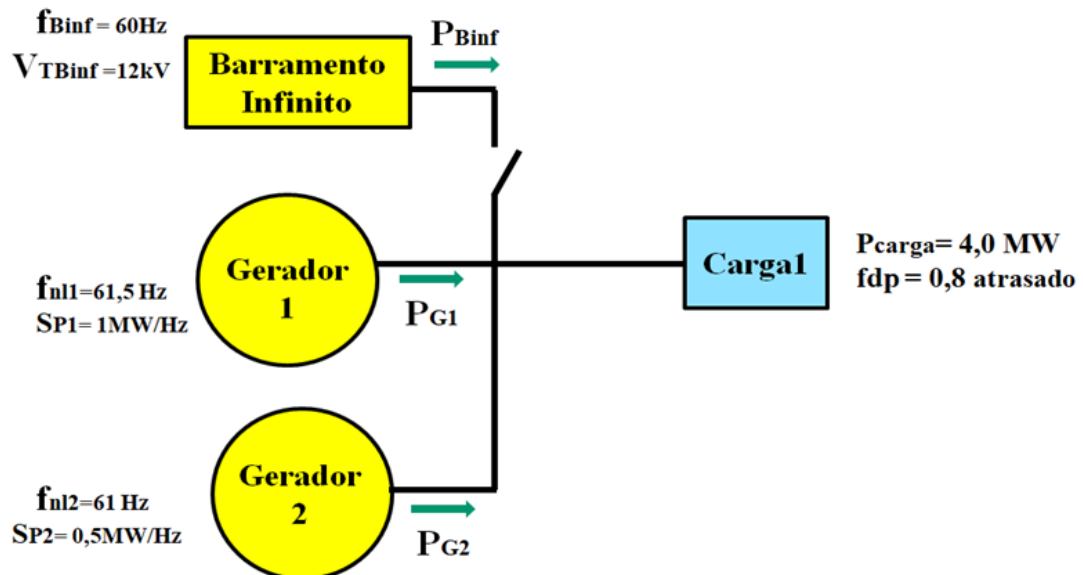 fBinf = 60Hz
VTBinf =12kV
Barramento
Infinito
PBinf
fnl1=61,5 Hz
SP1= 1MW/Hz
Gerador
1
PG1
Carga1
Pcarga= 4,0 MW
fdp = 0,8 atrasado
fnl2=61 Hz
SP2= 0,5MW/Hz
Gerador
2
PG2